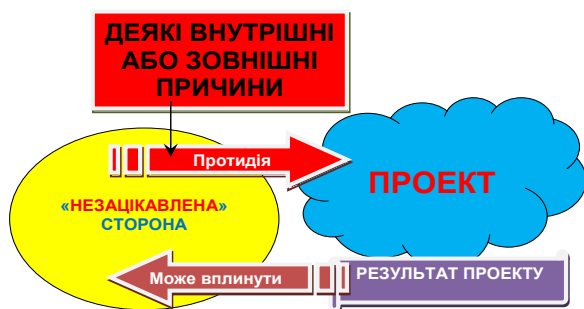 ДЕЯКІ ВНУТРІШНІ
АБО ЗОВНІШНІ
ПРИЧИНИ
Протидія
ПРОЕКТ
«НЕЗАЦІКАВЛЕНА»
СТОРОНА
Може вплинути
РЕЗУЛЬТАТ ПРОЕКТУ